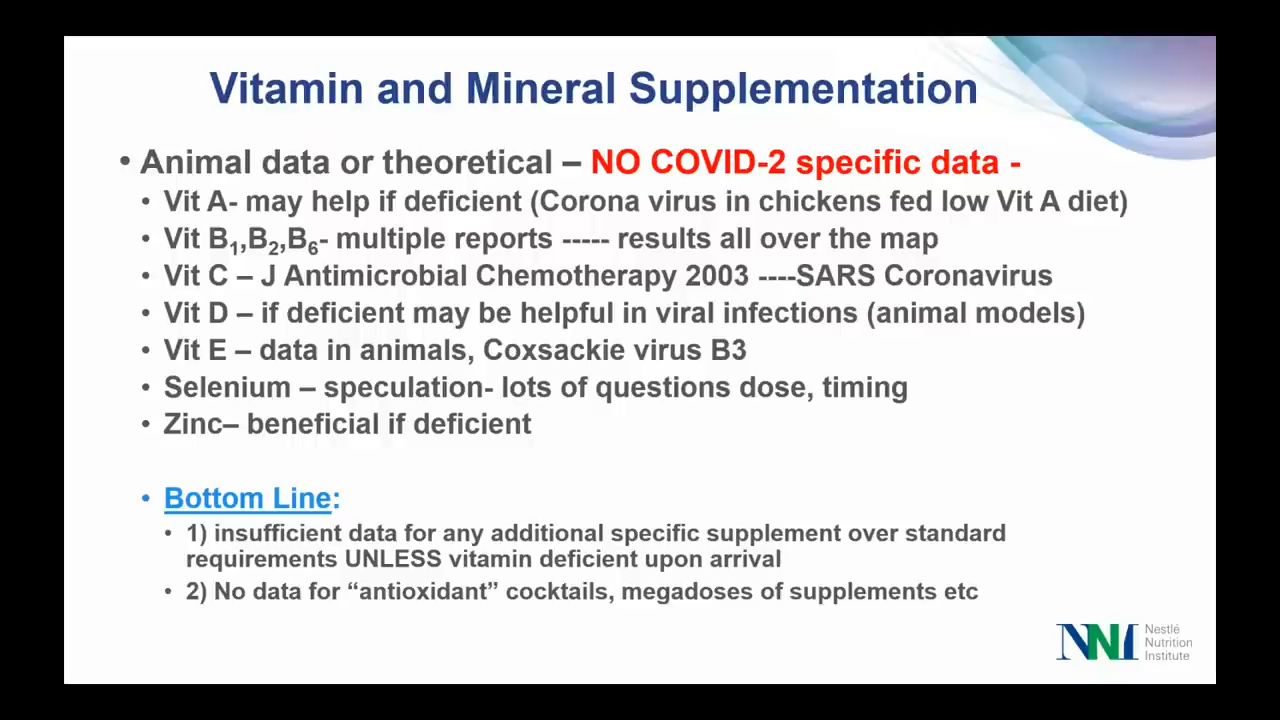 Vitamin and Mineral Supplementation
• Animal data or theoretical – NO COVID-2 specific data -
• Vit A- may help if deficient (Corona virus in chickens fed low Vit A diet)
• Vit B₁,B₂,B₆- multiple reports ----- results all over the map
• Vit C – J Antimicrobial Chemotherapy 2003 ----SARS Coronavirus
• Vit D – if deficient may be helpful in viral infections (animal models)
• Vit E – data in animals, Coxsackie virus B3
• Selenium – speculation- lots of questions dose, timing
• Zinc– beneficial if deficient
• Bottom Line:
• 1) insufficient data for any additional specific supplement over standard
requirements UNLESS vitamin deficient upon arrival
• 2) No data for “antioxidant” cocktails, megadoses of supplements etc
NNI
Nestlé
Nutrition
Institute